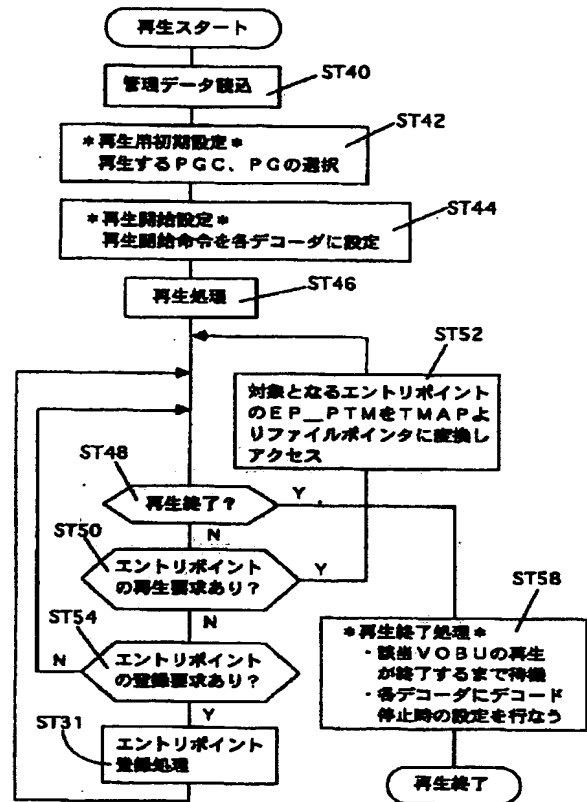 再生スタート
管理データ読込
ST40
ST42
＊再生用初期設定＊
再生するＰＧＣ、ＰＧの選択
ST44
＊再生開始設定＊
再生開始命令を各デコーダに設定
ST46
再生処理
ST52
対象となるエントリポイント
のＥＰ＿ＰＴＭをＴＭＡＰよ
りファイルポインタに変換し
アクセス
ST48
再生終了？
Y
N
ST50
エントリポイント
の再生要求あり？
Y
N
ST54
エントリポイント
の登録要求あり？
N
Y
ST31
エントリポイント
登録処理
ST58
＊再生終了処理＊
・該当ＶＯＢＵの再生
が終了するまで待機
・各デコーダにデコード
停止時の設定を行なう
再生終了